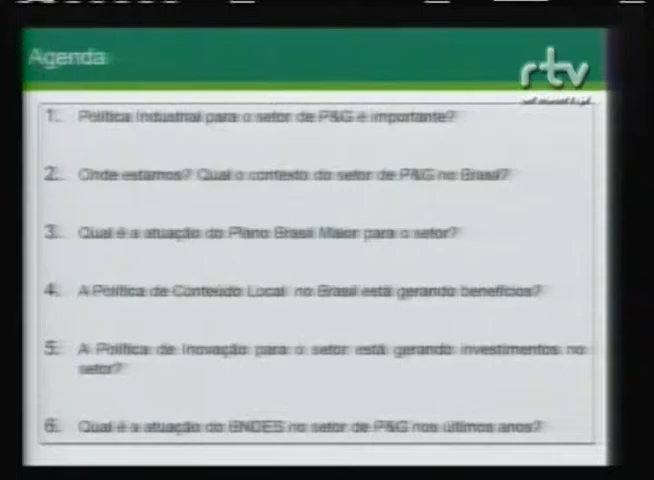 Agenda
rtv
1. Política Industrial para o setor de P&G é importante?
2. Onde estamos? Qual o contexto do setor de P&G no Brasil?
3. Qual é a atuação do Plano Brasil Maior para o setor?
4. A Política de Conteúdo Local no Brasil está gerando benefícios?
5. A Política de Inovação para o setor está gerando investimentos no
setor?
6. Qual é a atuação do BNDES no setor de P&G nos últimos anos?